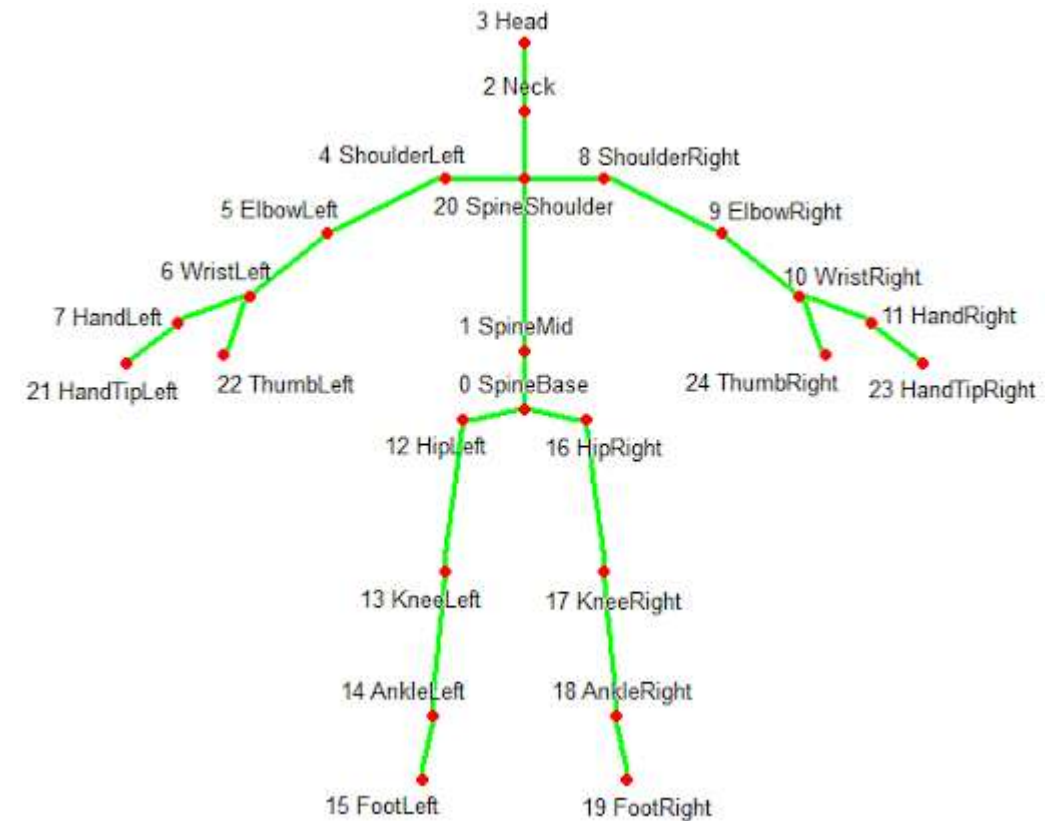 3 Head
2 Neck
4 ShoulderLeft
8 ShoulderRight
20 SpineShoulder
5 ElbowLeft
9 ElbowRight
6 WristLeft
10 WristRight
7 HandLeft
11 HandRight
1 SpineMid
21 HandTipLeft
22 ThumbLeft
0 SpineBase
24 ThumbRight
23 HandTipRight
12 HipLeft
16 HipRight
13 KneeLeft
17 KneeRight
14 AnkleLeft
18 AnkleRight
15 FootLeft
19 FootRight